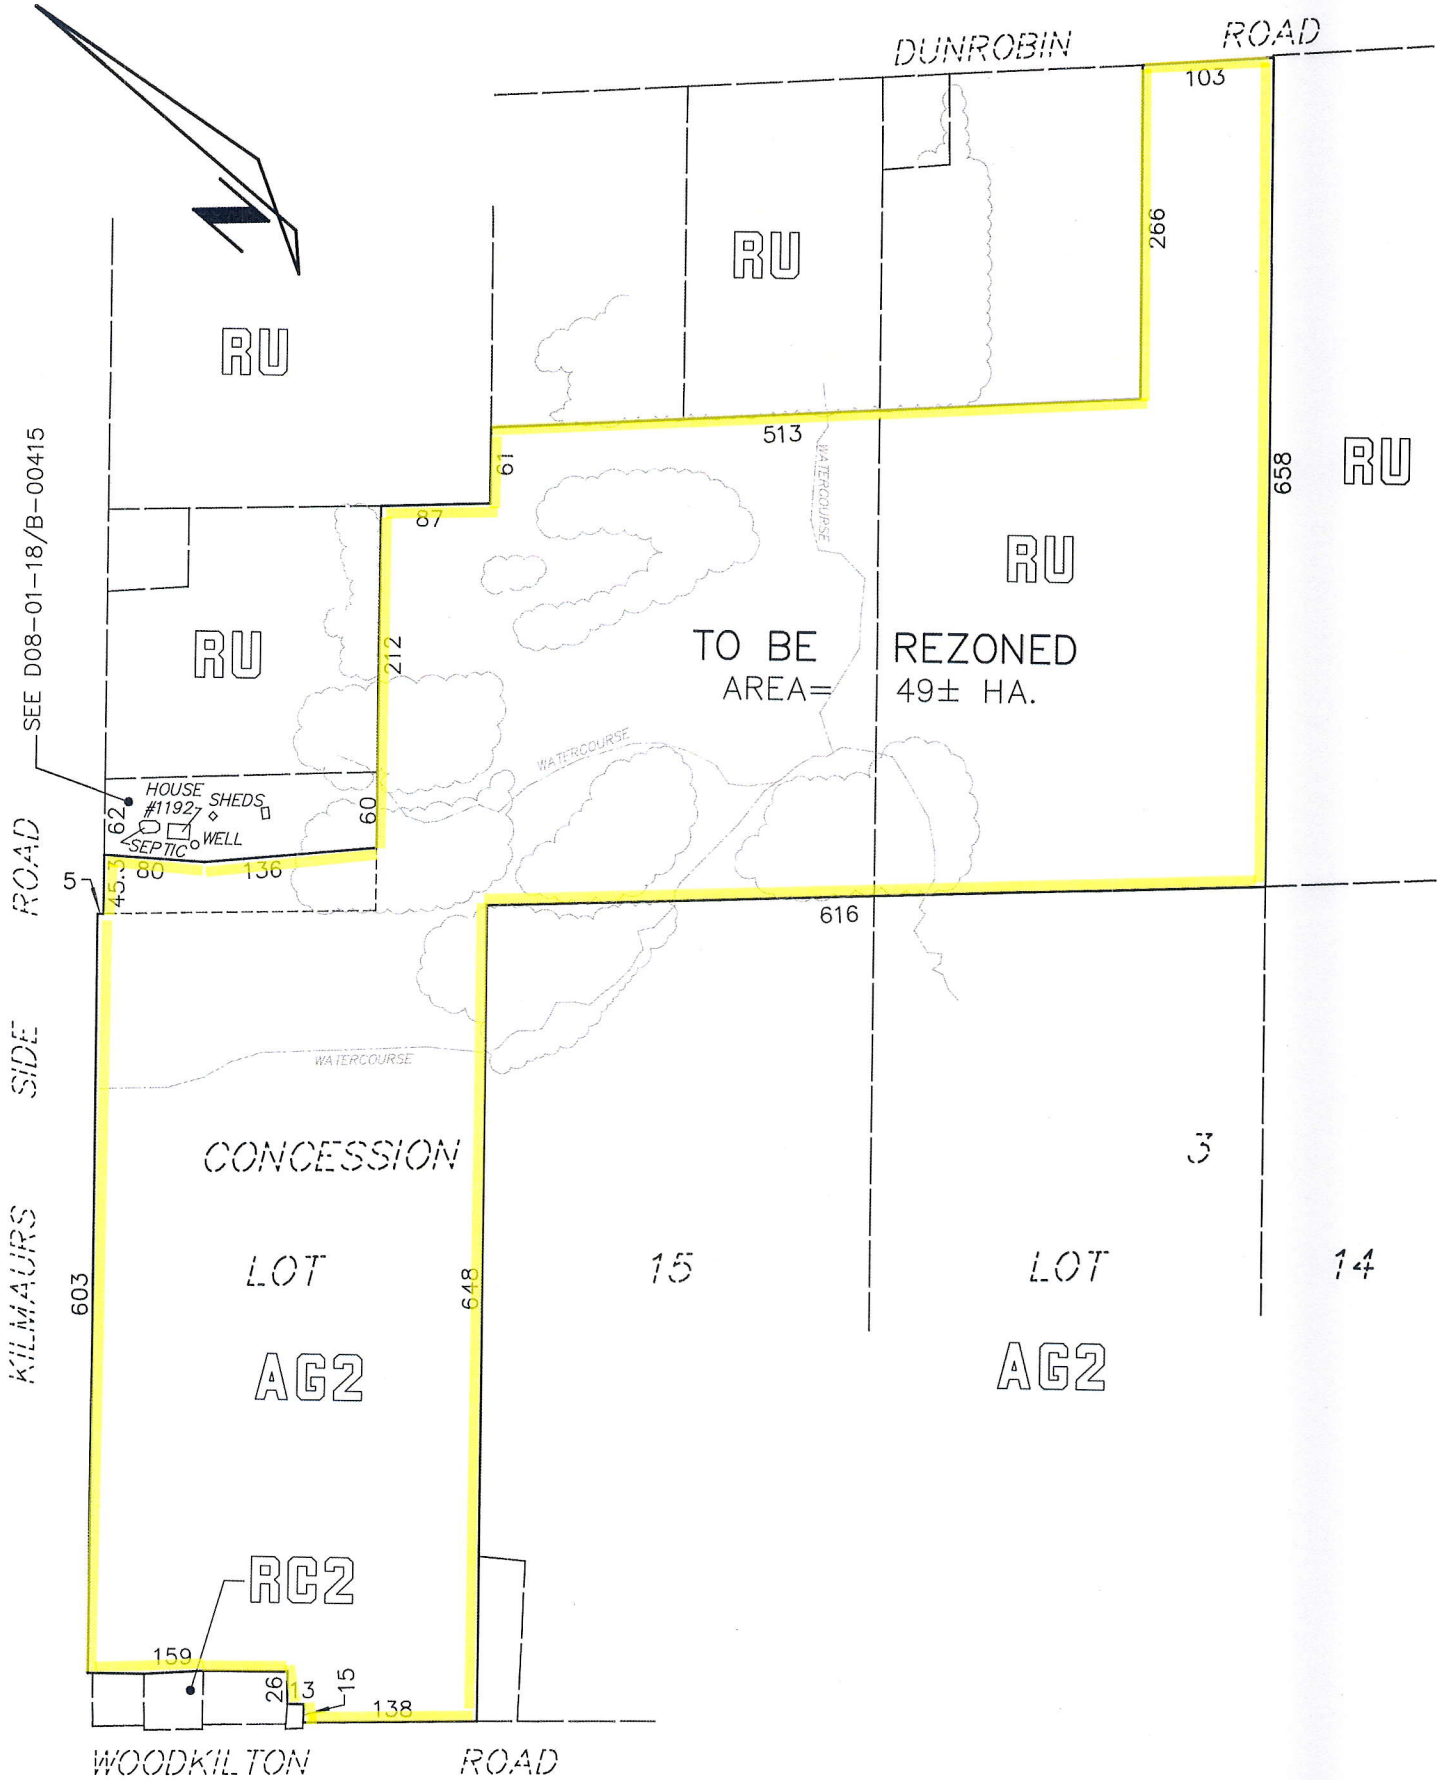 DUNROBIN ROAD
103
N
266
RU
RU
SEE D08-01-18/B-00415
513
61
WATERCOURSE
658
RU
87
RU
212
RU
TO BE REZONED
AREA= 49± HA.
WATERCOURSE
HOUSE
#1192
SHEDS
62
60
SEPTIC
WELL
5
45.3
80
136
616
WATERCOURSE
KILMAURS SIDE ROAD
CONCESSION 3
LOT 15 LOT 14
603
648
AG2
AG2
RC2
159
26
13
15
138
WOODKILTON ROAD